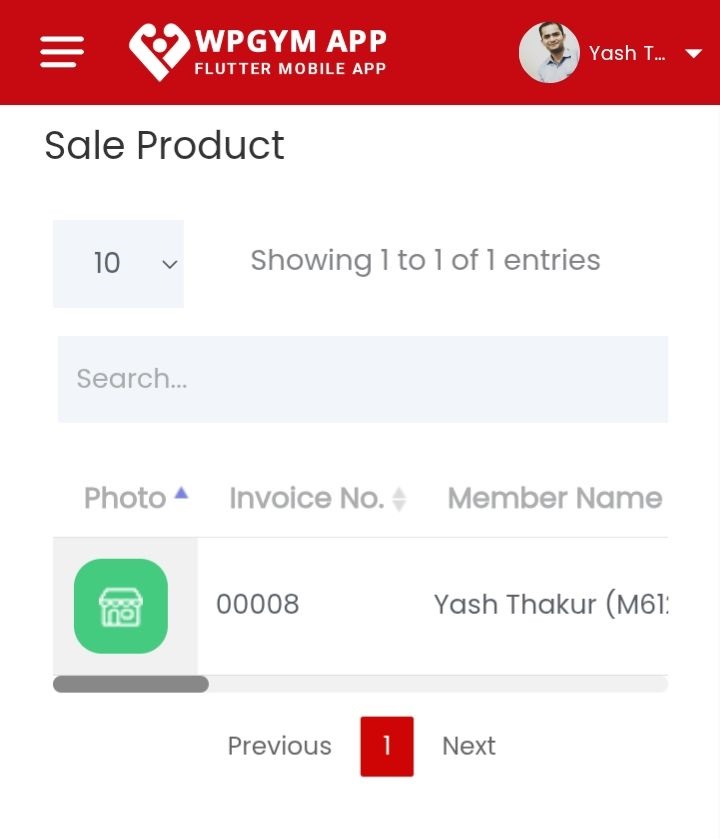 WPGYM APP
FLUTTER MOBILE APP
Yash T...
Sale Product
10
Showing 1 to 1 of 1 entries
Search...
Photo Invoice No. Member Name
00008 Yash Thakur (M61
Previous 1 Next